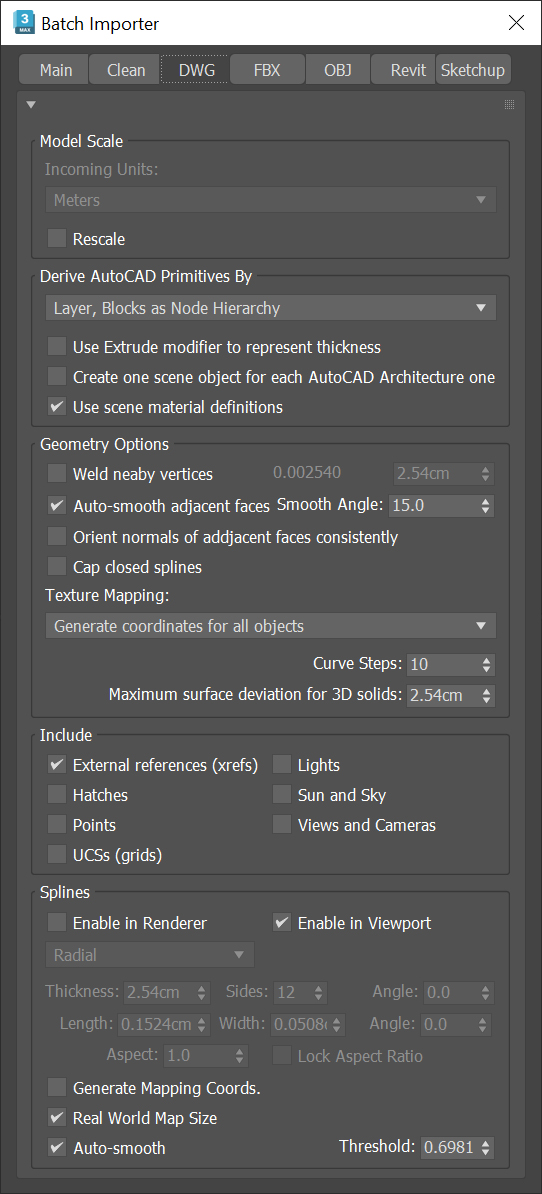 3
MAX
Batch Importer
Main Clean DWG FBX OBJ Revit Sketchup
Model Scale
Incoming Units:
Meters
Rescale
Derive AutoCAD Primitives By
Layer, Blocks as Node Hierarchy
Use Extrude modifier to represent thickness
Create one scene object for each AutoCAD Architecture one
Use scene material definitions
Geometry Options
Weld neaby vertices 0.002540 2.54cm
Auto-smooth adjacent faces Smooth Angle: 15.0
Orient normals of addjacent faces consistently
Cap closed splines
Texture Mapping:
Generate coordinates for all objects
Curve Steps: 10
Maximum surface deviation for 3D solids: 2.54cm
Include
External references (xrefs) Lights
Hatches Sun and Sky
Points Views and Cameras
UCSs (grids)
Splines
Enable in Renderer Enable in Viewport
Radial
Thickness: 2.54cm Sides: 12 Angle: 0.0
Length: 0.1524cm Width: 0.0508 Angle: 0.0
Aspect: 1.0 Lock Aspect Ratio
Generate Mapping Coords.
Real World Map Size
Auto-smooth Threshold: 0.6981